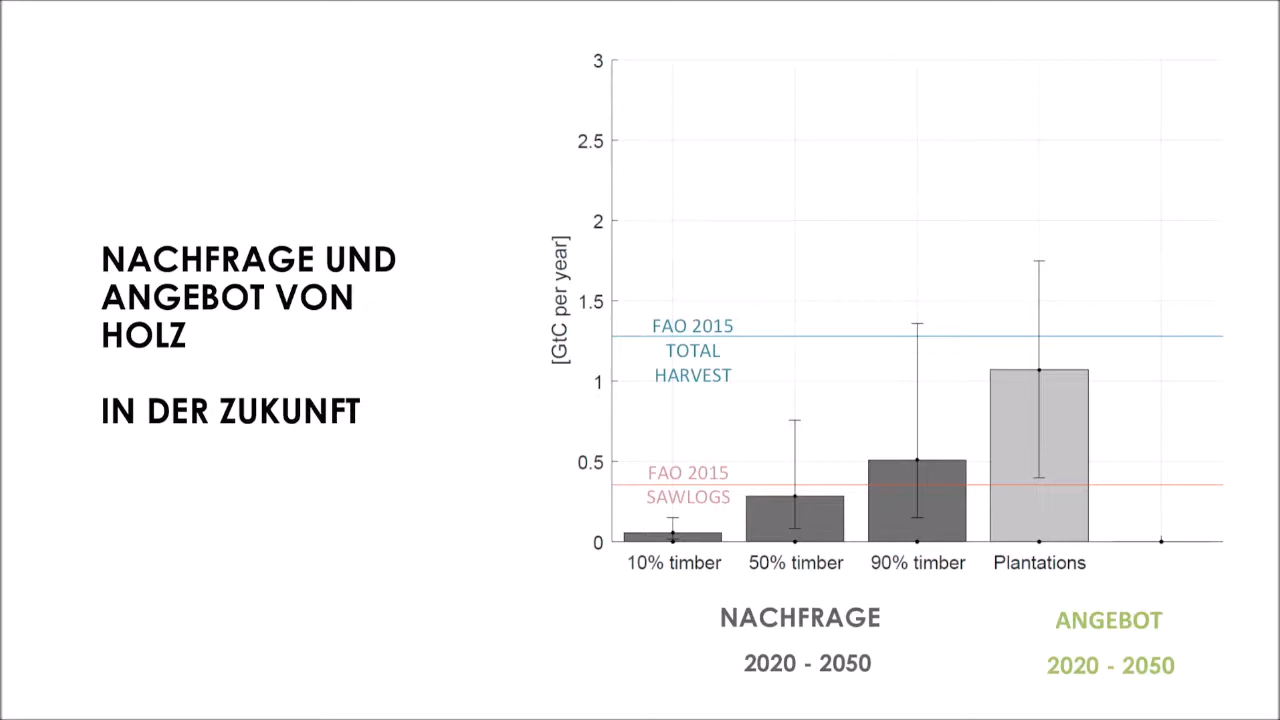 NACHFRAGE UND
ANGEBOT VON
HOLZ
IN DER ZUKUNFT
[GtC per year]
3
2.5
2
1.5
1
0.5
0
FAO 2015
TOTAL
HARVEST
FAO 2015
SAWLOGS
10% timber
50% timber
90% timber
Plantations
NACHFRAGE
2020 - 2050
ANGEBOT
2020 - 2050